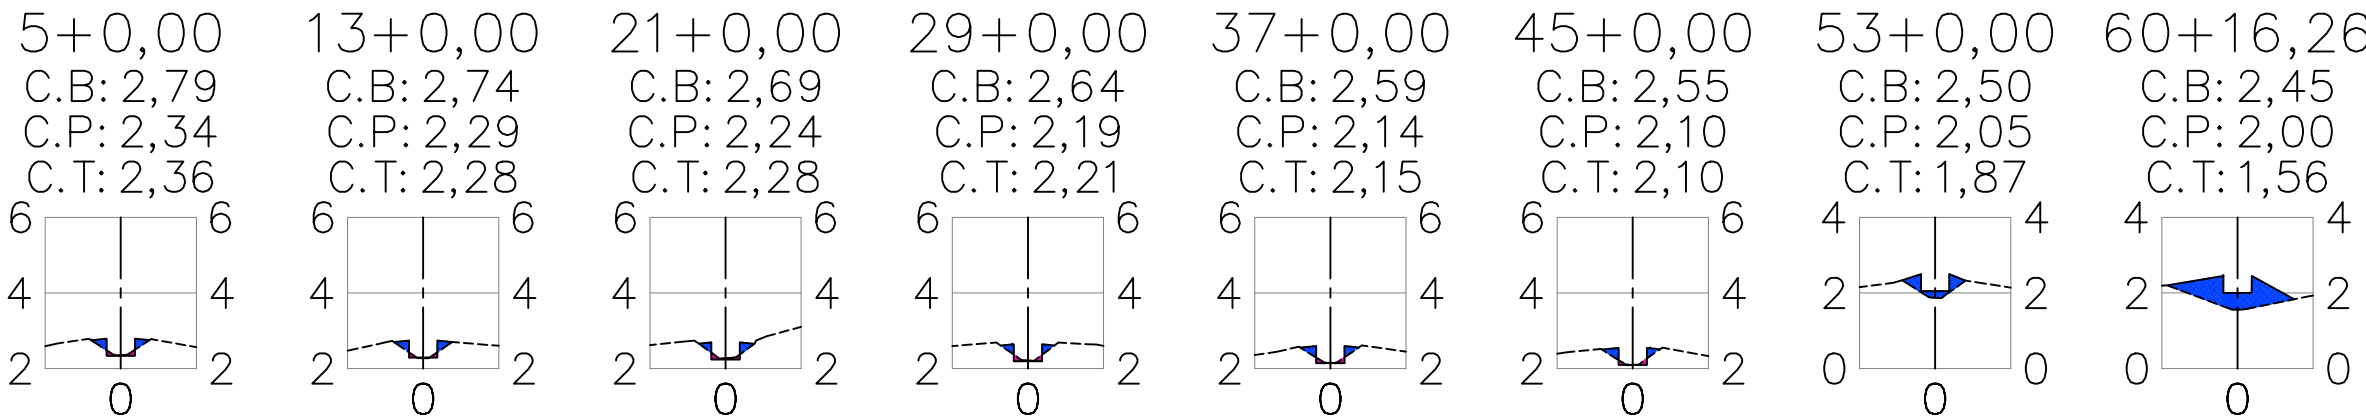 5+0,00 13+0,00 21+0,00 29+0,00 37+0,00 45+0,00 53+0,00 60+16,26
C.B: 2,79 C.B: 2,74 C.B: 2,69 C.B: 2,64 C.B: 2,59 C.B: 2,55 C.B: 2,50 C.B: 2,45
C.P: 2,34 C.P: 2,29 C.P: 2,24 C.P: 2,19 C.P: 2,14 C.P: 2,10 C.P: 2,05 C.P: 2,00
C.T: 2,36 C.T: 2,28 C.T: 2,28 C.T: 2,21 C.T: 2,15 C.T: 2,10 C.T: 1,87 C.T: 1,56
6 6 6 6 6 6 6 6 6 6 6 6 4 4 4 4
4 4 4 4 4 4 4 4 4 4 4 4 2 2 2 2
2 2 2 2 2 2 2 2 2 2 2 2 0 0 0 0
0 0 0 0 0 0 0 0